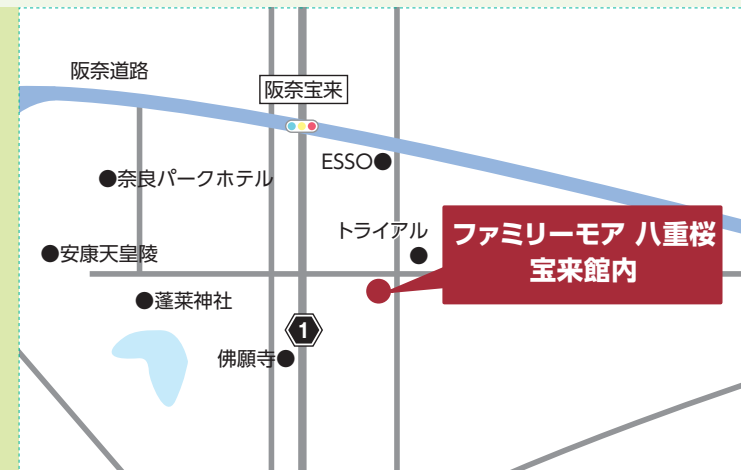 阪奈道路
阪奈宝来
ESSO
奈良パークホテル
トライアル
ファミリーモア 八重桜
宝来館内
安康天皇陵
蓬莱神社
1
佛願寺